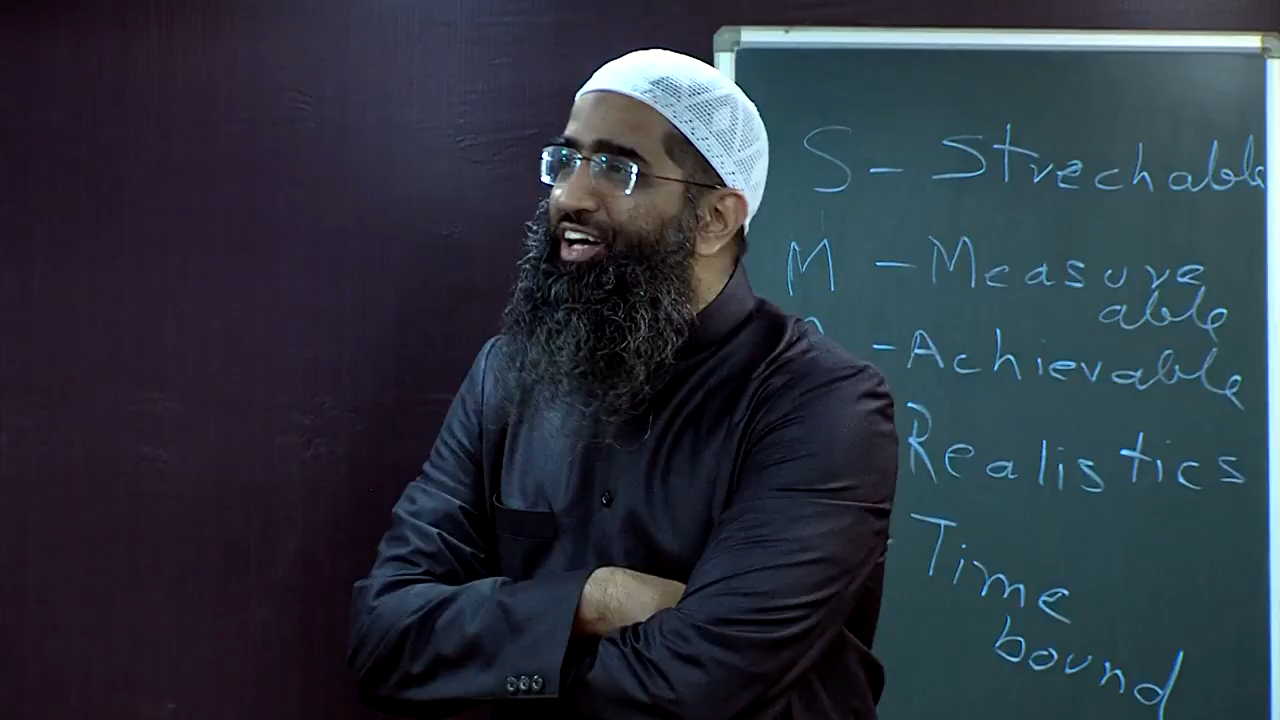 S - Strechable
M - Measure
able
A - Achievable
Realistics
Time
bound